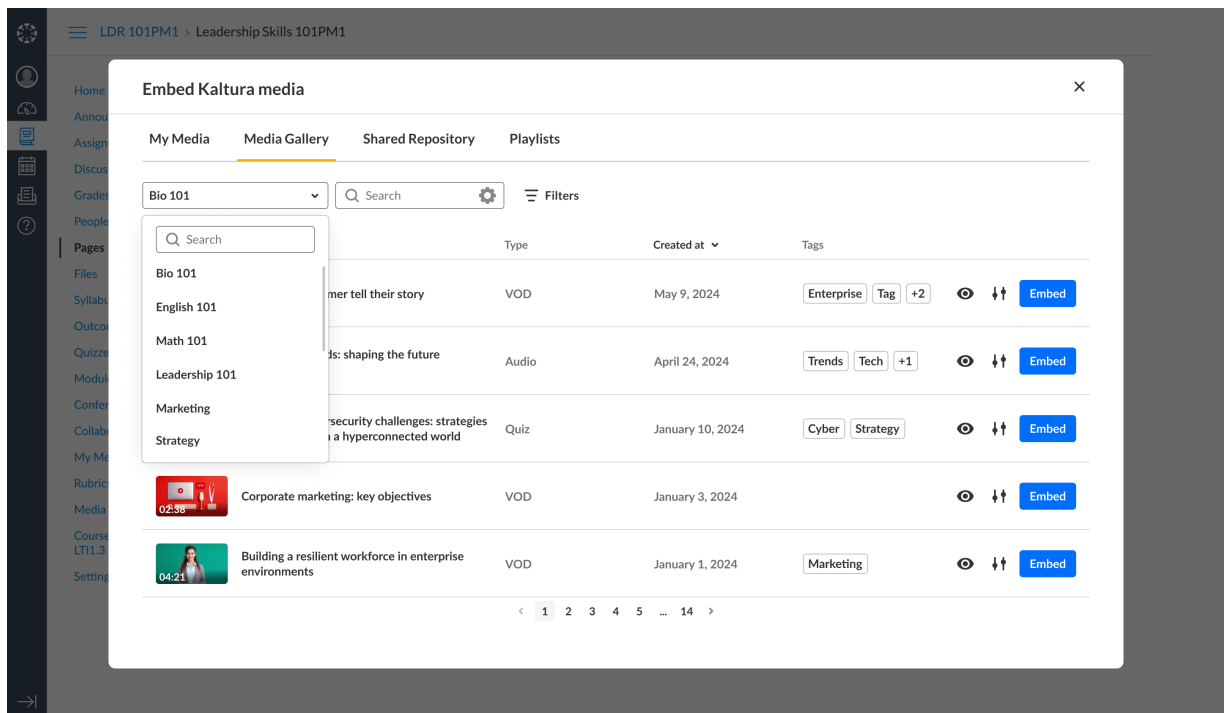 LDR 101PM1 > Leadership Skills 101PM1
Home
Announ
Assign
Discus
Grades
People
Pages
Files
Syllabu
Outcor
Quizze
Module
Confer
Collabo
My Me
Rubrics
Media
Course
LTI1.3
Setting
Embed Kaltura media
My Media Media Gallery Shared Repository Playlists
Bio 101 Search Filters
Search
Bio 101
English 101
Math 101
Leadership 101
Marketing
Strategy
Type Created at Tags
mer tell their story VOD May 9, 2024 Enterprise Tag +2 Embed
ds: shaping the future Audio April 24, 2024 Trends Tech +1 Embed
rsecurity challenges: strategies
a hyperconnected world
Quiz January 10, 2024 Cyber Strategy Embed
02:38 Corporate marketing: key objectives VOD January 3, 2024 Embed
04:21 Building a resilient workforce in enterprise
environments
VOD January 1, 2024 Marketing Embed
< 1 2 3 4 5 ... 14 >